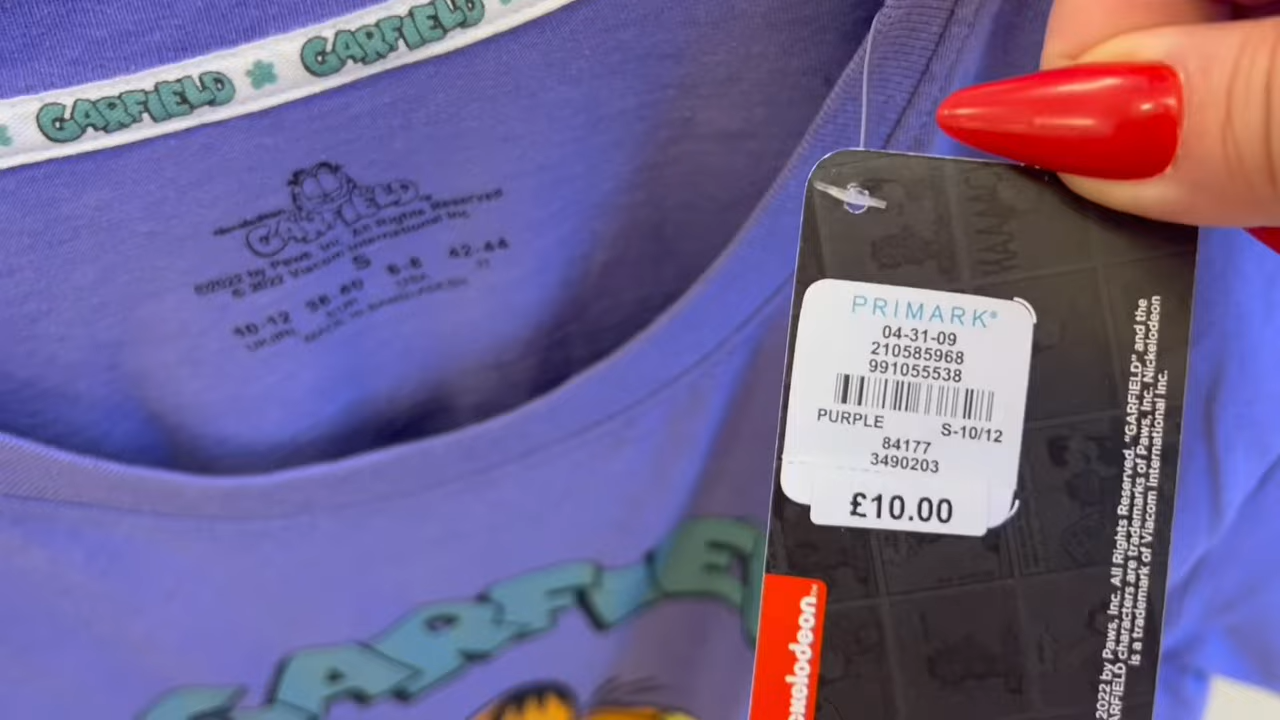 GARFIELD GARFIELD
GARFIELD
©2022 by Paws, Inc. All Rights Reserved
© 2022 Viacom International Inc.
S
10-12 38-40 6-8 42-44
PRIMARK®
04-31-09
210585968
991055538
PURPLE S-10/12
84177
3490203
£10.00
2022 by Paws, Inc. All Rights Reserved. "GARFIELD" and the
ARFIELD characters are trademarks of Paws, Inc. Nickelodeon
is a trademark of Viacom International Inc.
ckelodeon™
GARFIE